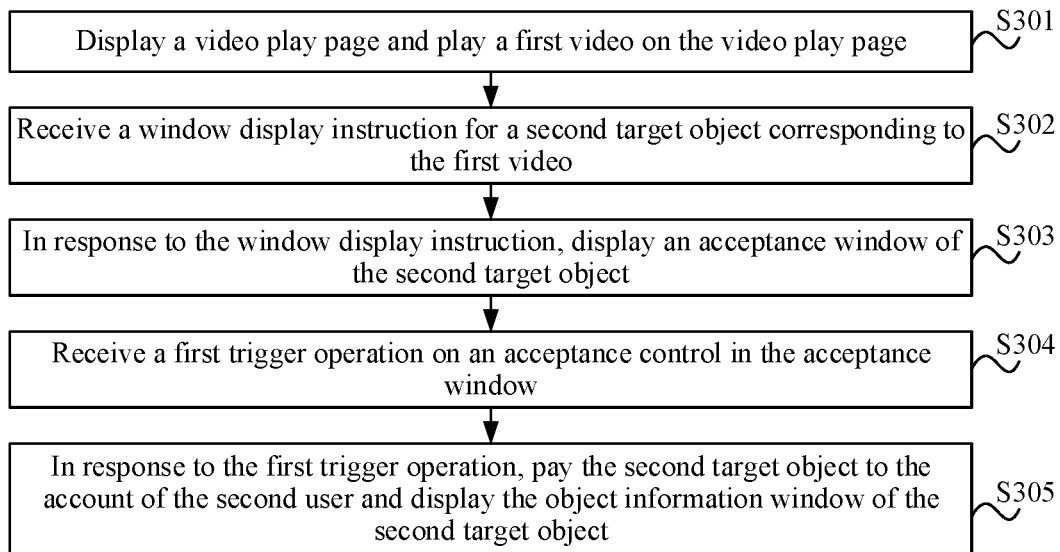 Display a video play page and play a first video on the video play page
S301
Receive a window display instruction for a second target object corresponding to
the first video
S302
In response to the window display instruction, display an acceptance window of
the second target object
S303
Receive a first trigger operation on an acceptance control in the acceptance
window
S304
In response to the first trigger operation, pay the second target object to the
account of the second user and display the object information window of the
second target object
S305